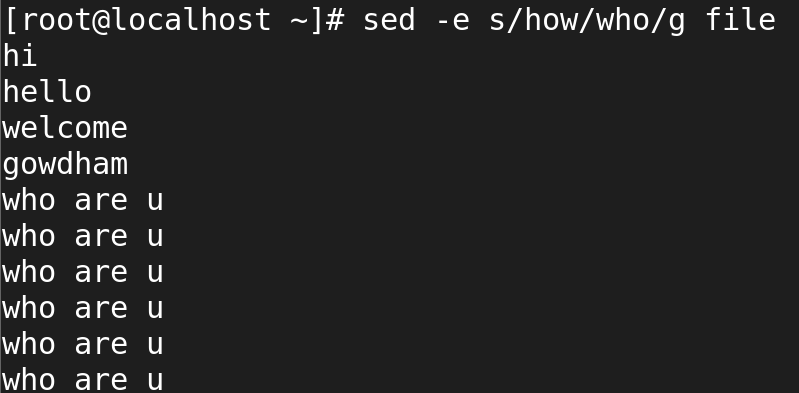 [root@localhost ~]# sed -e s/how/who/g file
hi
hello
welcome
gowdham
who are u
who are u
who are u
who are u
who are u
who are u